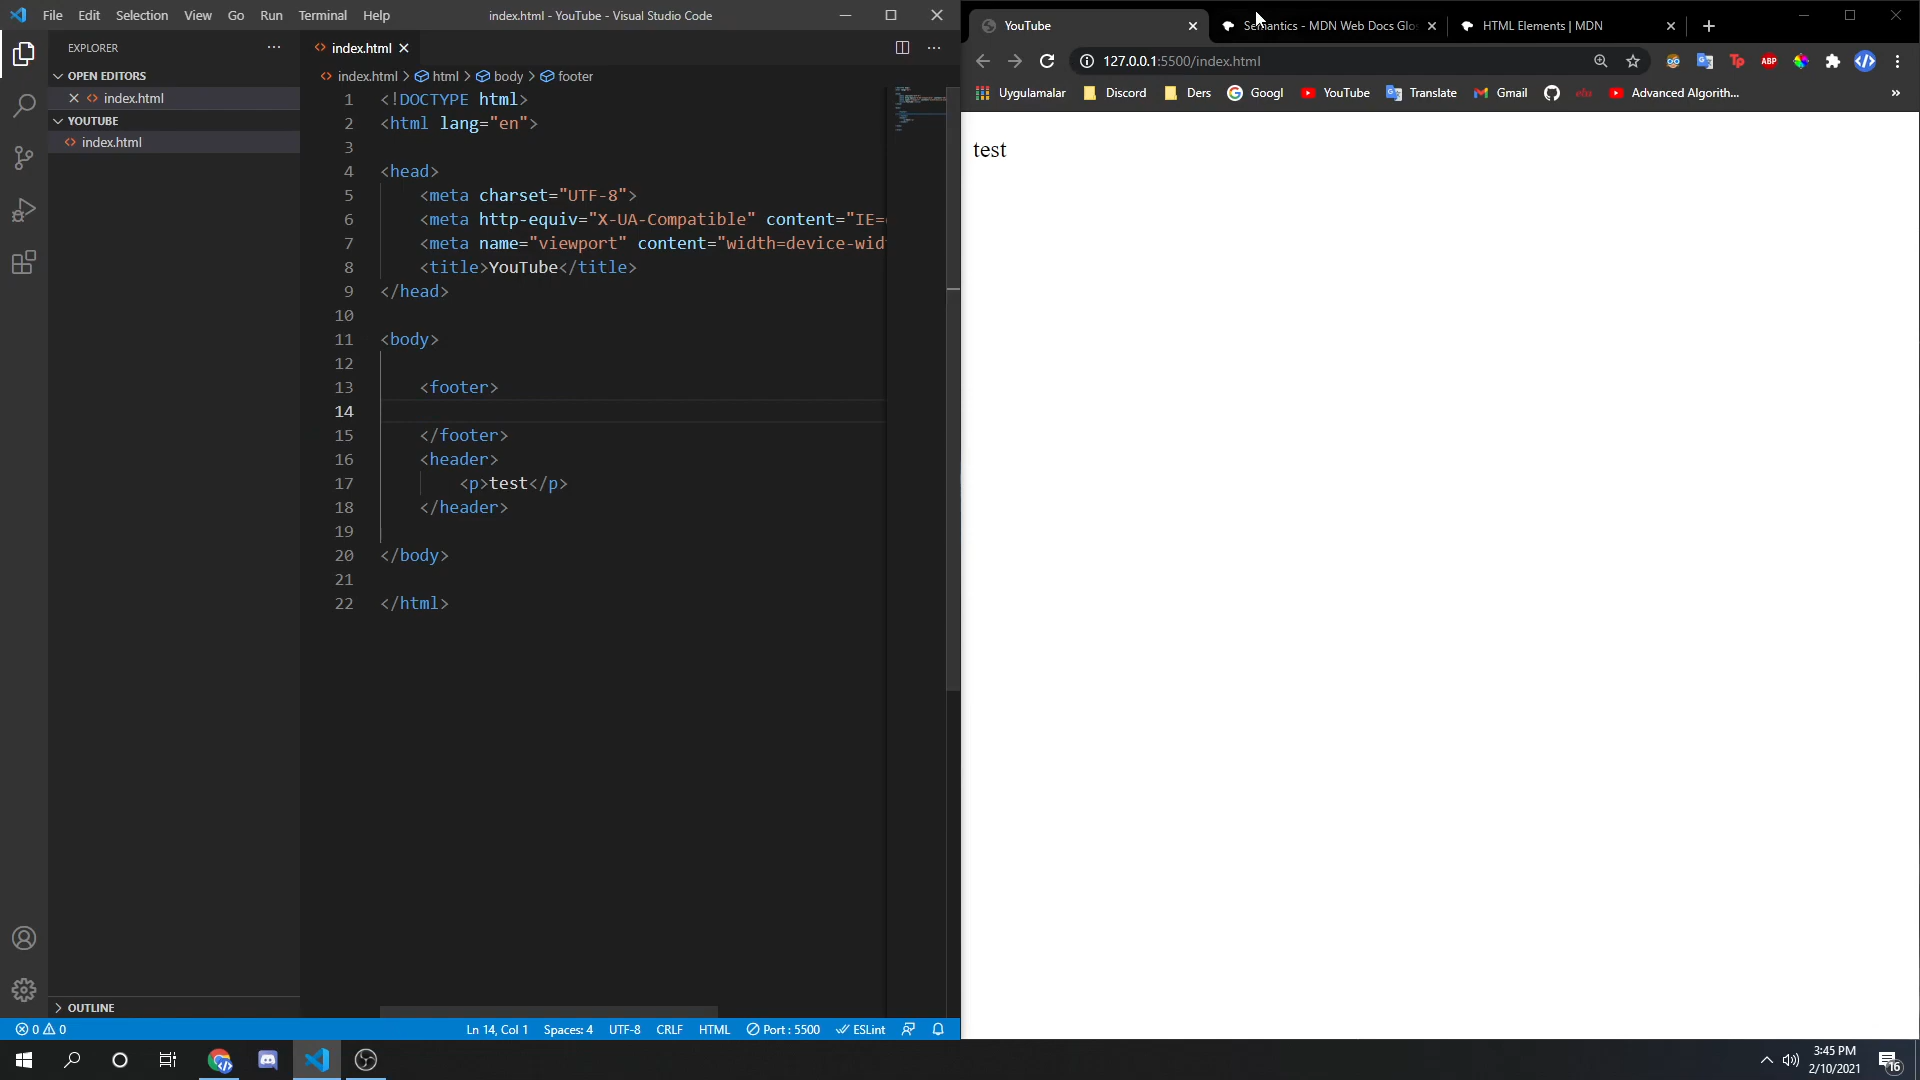 File Edit Selection View Go Run Terminal Help
index.html - YouTube - Visual Studio Code
EXPLORER
OPEN EDITORS
index.html
YOUTUBE
index.html
OUTLINE
index.html
index.html > html > body > footer
1 <!DOCTYPE html>
2 <html lang="en">
3
4 <head>
5 <meta charset="UTF-8">
6 <meta http-equiv="X-UA-Compatible" content="IE=
7 <meta name="viewport" content="width=device-wid
8 <title>YouTube</title>
9 </head>
10
11 <body>
12
13 <footer>
14
15 </footer>
16 <header>
17 <p>test</p>
18 </header>
19
20 </body>
21
22 </html>
0 0
Ln 14, Col 1 Spaces: 4 UTF-8 CRLF HTML Port : 5500 ESLint
YouTube
Semantics - MDN Web Docs Glo
HTML Elements | MDN
127.0.0.1:5500/index.html
Tp ABP
Uygulamalar Discord Ders Googl YouTube Translate Gmail Advanced Algorith...
test
3:45 PM
2/10/2021
16